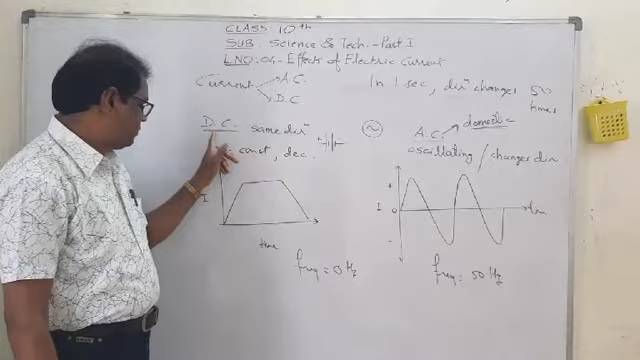 CLASS: 10th
SUB: Science & Tech. - Part I
L.NO: 04 - Effects of Electric Current
Current
A.C.
D.C
In 1 sec, dirn changes 50
times
D.C.
same dirn
const, dec.
I
time
freq = 0 Hz
A.C.
domestic
oscillating / changes dirn
+
I
0
-
time
freq: 50 Hz